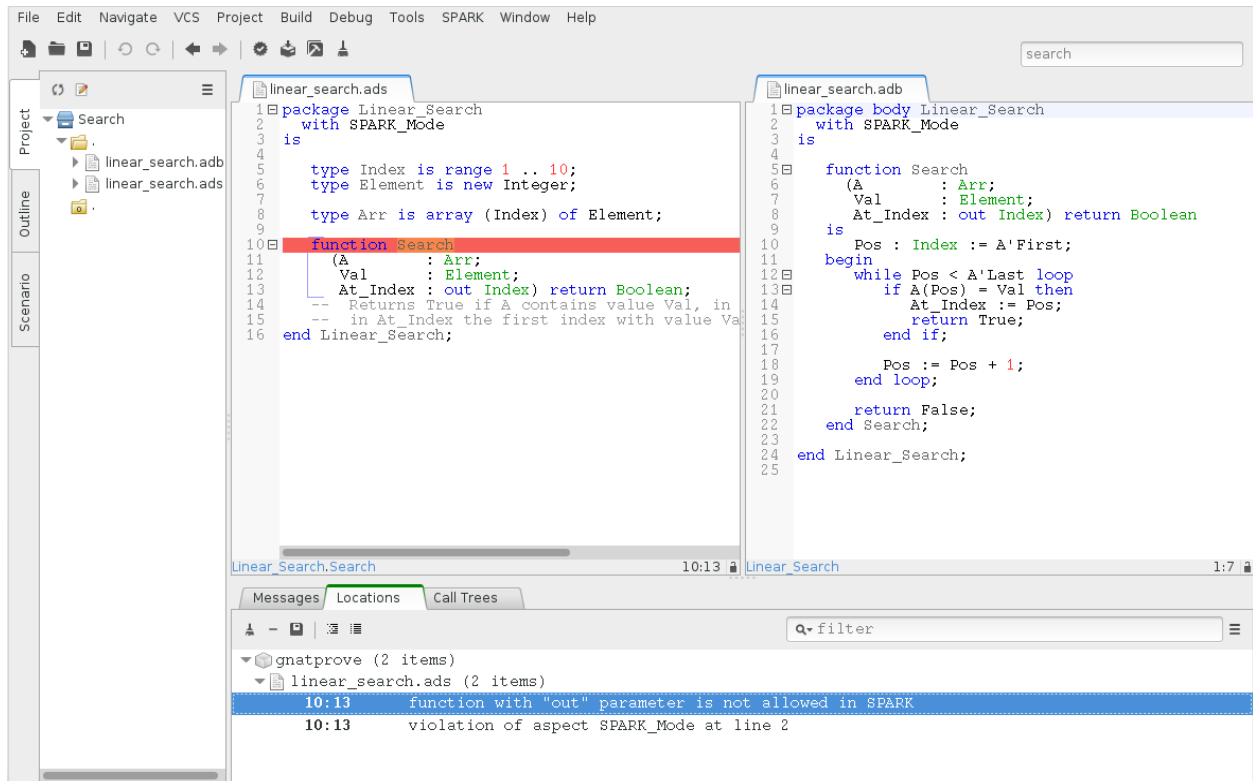 File Edit Navigate VCS Project Build Debug Tools SPARK Window Help
search
Project
Outline
Scenario
Search
.
linear_search.adb
linear_search.ads
.
linear_search.ads
1 package Linear_Search
2   with SPARK_Mode
3 is
4
5    type Index is range 1 .. 10;
6    type Element is new Integer;
7
8    type Arr is array (Index) of Element;
9
10    function Search
11      (A        : Arr;
12       Val      : Element;
13       At_Index : out Index) return Boolean;
14    --  Returns True if A contains value Val, in
15    --  in At_Index the first index with value Va
16 end Linear_Search;
Linear_Search.Search 10:13
linear_search.adb
1 package body Linear_Search
2   with SPARK_Mode
3 is
4
5    function Search
6      (A        : Arr;
7       Val      : Element;
8       At_Index : out Index) return Boolean
9    is
10       Pos : Index := A'First;
11    begin
12       while Pos < A'Last loop
13          if A(Pos) = Val then
14             At_Index := Pos;
15             return True;
16          end if;
17
18          Pos := Pos + 1;
19       end loop;
20
21       return False;
22    end Search;
23
24 end Linear_Search;
25
Linear_Search 1:7
Messages Locations Call Trees
filter
gnatprove (2 items)
linear_search.ads (2 items)
10:13 function with "out" parameter is not allowed in SPARK
10:13 violation of aspect SPARK_Mode at line 2